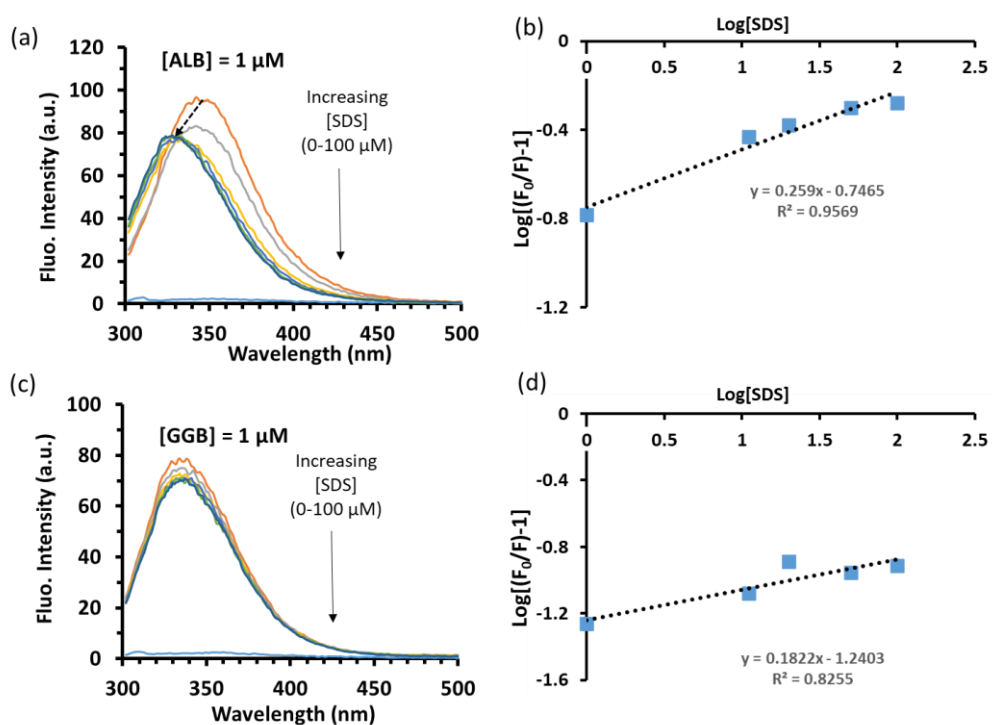 (a)
[ALB] = 1 µM
Increasing
[SDS]
(0-100 µM)
Fluo. Intensity (a.u.)
120
100
80
60
40
20
0
300 350 400 450 500
Wavelength (nm)
(b)
Log[SDS]
0 0.5 1 1.5 2 2.5
0
-0.4
-0.8
-1.2
Log[(F₀/F)-1]
y = 0.259x - 0.7465
R² = 0.9569
(c)
[GGB] = 1 µM
Increasing
[SDS]
(0-100 µM)
Fluo. Intensity (a.u.)
100
80
60
40
20
0
300 350 400 450 500
Wavelength (nm)
(d)
Log[SDS]
0 0.5 1 1.5 2 2.5
0
-0.4
-0.8
-1.2
-1.6
Log[(F₀/F)-1]
y = 0.1822x - 1.2403
R² = 0.8255